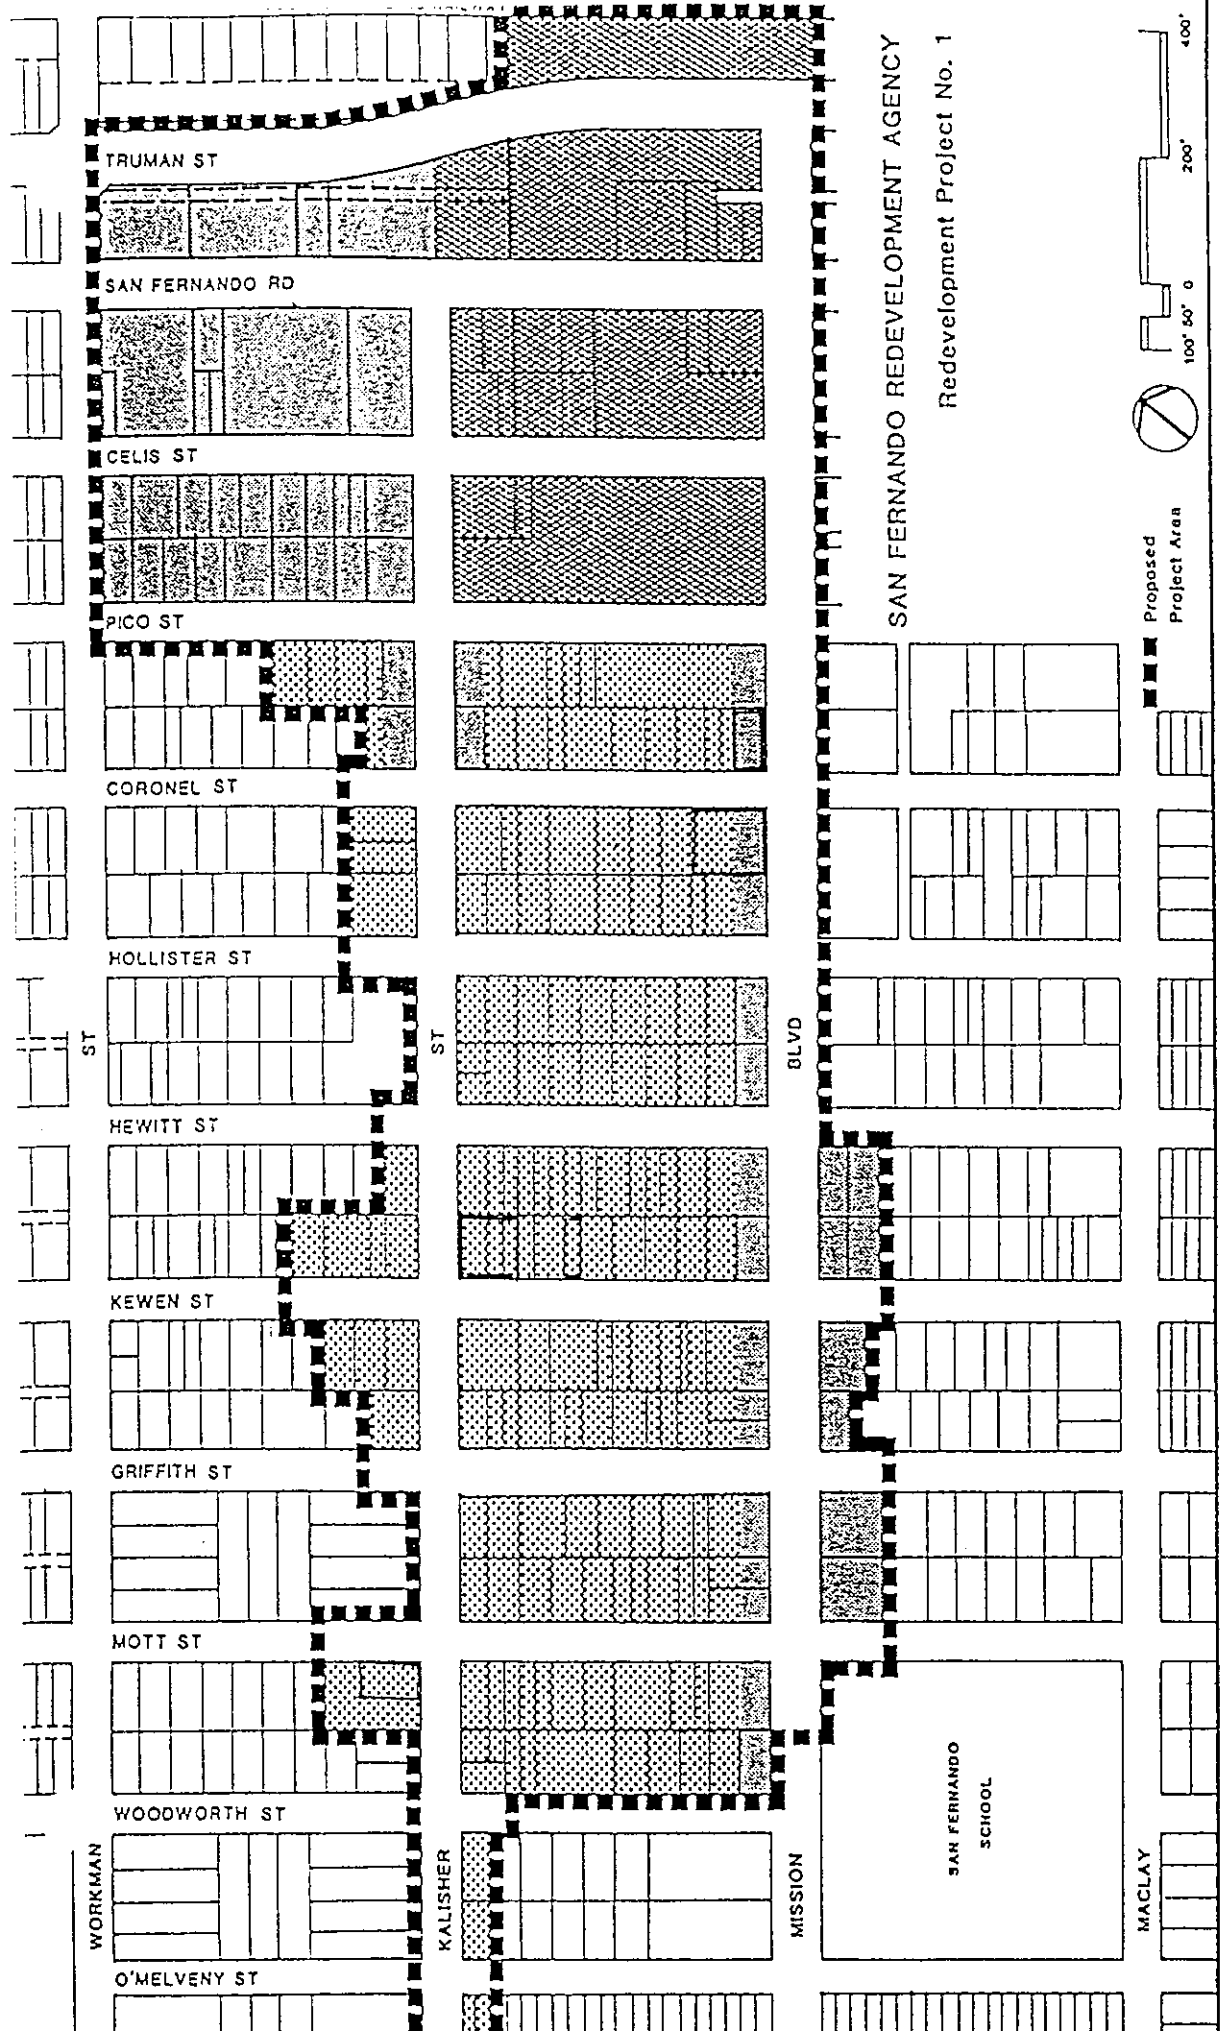 TRUMAN ST
SAN FERNANDO RD
CELIS ST
PICO ST
CORONEL ST
HOLLISTER ST
HEWITT ST
KEWEN ST
GRIFFITH ST
MOTT ST
WOODWORTH ST
O'MELVENY ST
WORKMAN ST
KALISHER ST
MISSION BLVD
MACLAY
SAN FERNANDO
SCHOOL
SAN FERNANDO REDEVELOPMENT AGENCY
Redevelopment Project No. 1
100' 50' 0 200' 400'
Proposed
Project Area